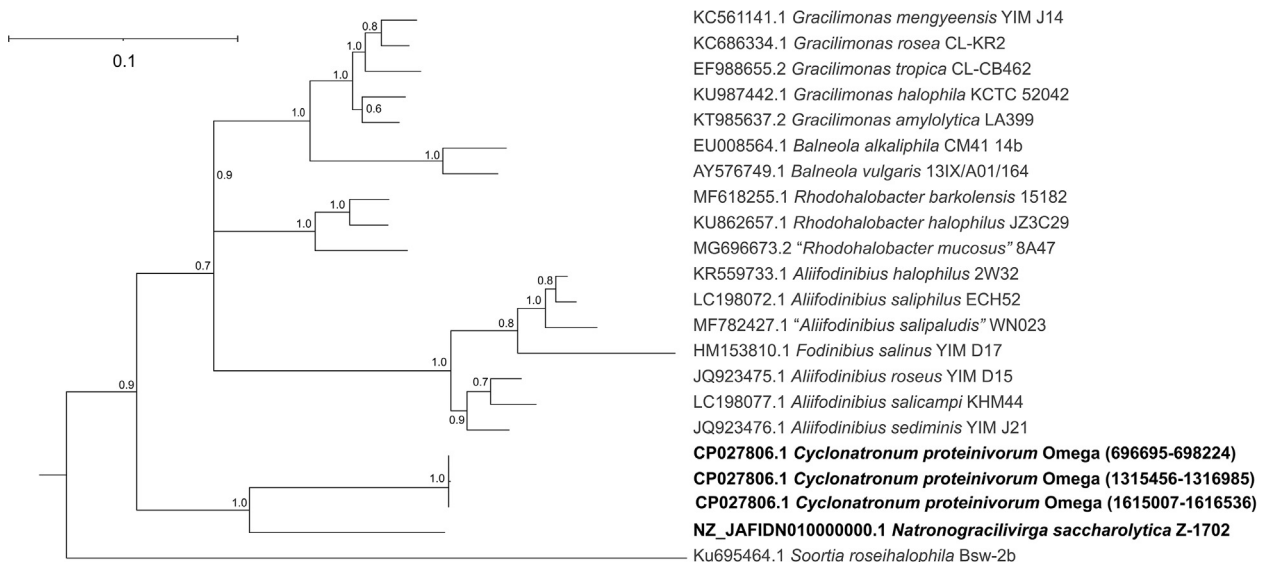 KC561141.1 Gracilimonas mengyeensis YIM J14
KC686334.1 Gracilimonas rosea CL-KR2
EF988655.2 Gracilimonas tropica CL-CB462
KU987442.1 Gracilimonas halophila KCTC 52042
KT985637.2 Gracilimonas amylolytica LA399
EU008564.1 Balneola alkaliphila CM41 14b
AY576749.1 Balneola vulgaris 13IX/A01/164
MF618255.1 Rhodohalobacter barkolensis 15182
KU862657.1 Rhodohalobacter halophilus JZ3C29
MG696673.2 “Rhodohalobacter mucosus” 8A47
KR559733.1 Aliifodinibius halophilus 2W32
LC198072.1 Aliifodinibius saliphilus ECH52
MF782427.1 “Aliifodinibius salipaludis” WN023
HM153810.1 Fodinibius salinus YIM D17
JQ923475.1 Aliifodinibius roseus YIM D15
LC198077.1 Aliifodinibius salicampi KHM44
JQ923476.1 Aliifodinibius sediminis YIM J21
CP027806.1 Cyclonatronum proteinivorum Omega (696695-698224)
CP027806.1 Cyclonatronum proteinivorum Omega (1315456-1316985)
CP027806.1 Cyclonatronum proteinivorum Omega (1615007-1616536)
NZ_JAFIDN010000000.1 Natronogracilivirga saccharolytica Z-1702
Ku695464.1 Soortia roseihalophila Bsw-2b
0.1
0.8
1.0
1.0
0.6
1.0
1.0
0.9
1.0
1.0
0.7
0.8
1.0
0.8
1.0
0.7
0.9
0.9
1.0
1.0